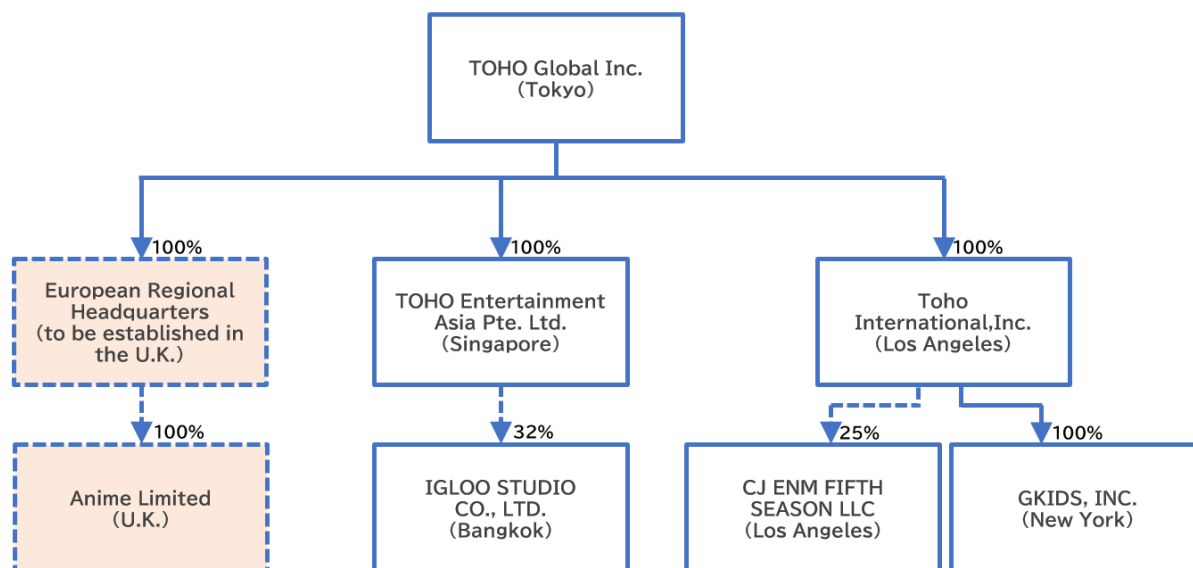 TOHO Global Inc.
（Tokyo）
100%
100%
100%
European Regional
Headquarters
（to be established in
the U.K.）
TOHO Entertainment
Asia Pte. Ltd.
（Singapore）
Toho
International,Inc.
（Los Angeles）
100%
32%
25%
100%
Anime Limited
（U.K.）
IGLOO STUDIO
CO., LTD.
（Bangkok）
CJ ENM FIFTH
SEASON LLC
（Los Angeles）
GKIDS, INC.
（New York）